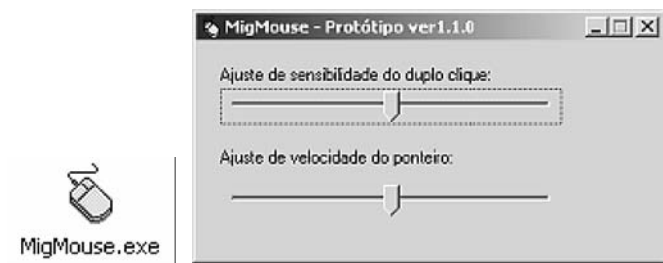 MigMouse - Protótipo ver1.1.0
Ajuste de sensibilidade do duplo clique:
Ajuste de velocidade do ponteiro:
MigMouse.exe